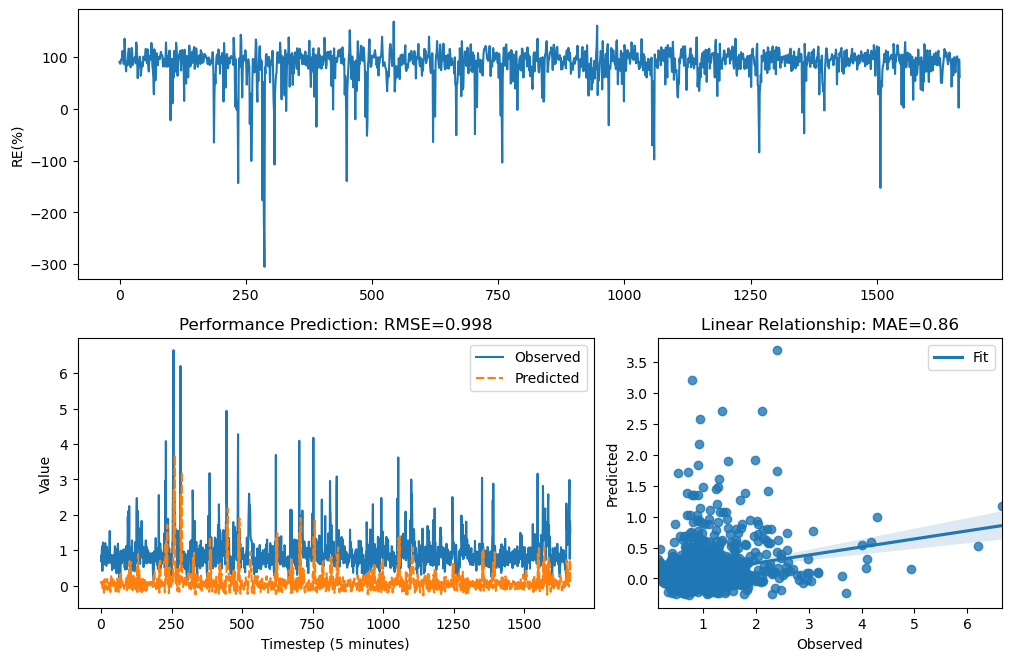 RE(%)
100
0
−100
−200
−300
0 250 500 750 1000 1250 1500
Performance Prediction: RMSE=0.998
Value
6
5
4
3
2
1
0
Observed
Predicted
0 250 500 750 1000 1250 1500
Timestep (5 minutes)
Linear Relationship: MAE=0.86
Predicted
3.5
3.0
2.5
2.0
1.5
1.0
0.5
0.0
Fit
1 2 3 4 5 6
Observed